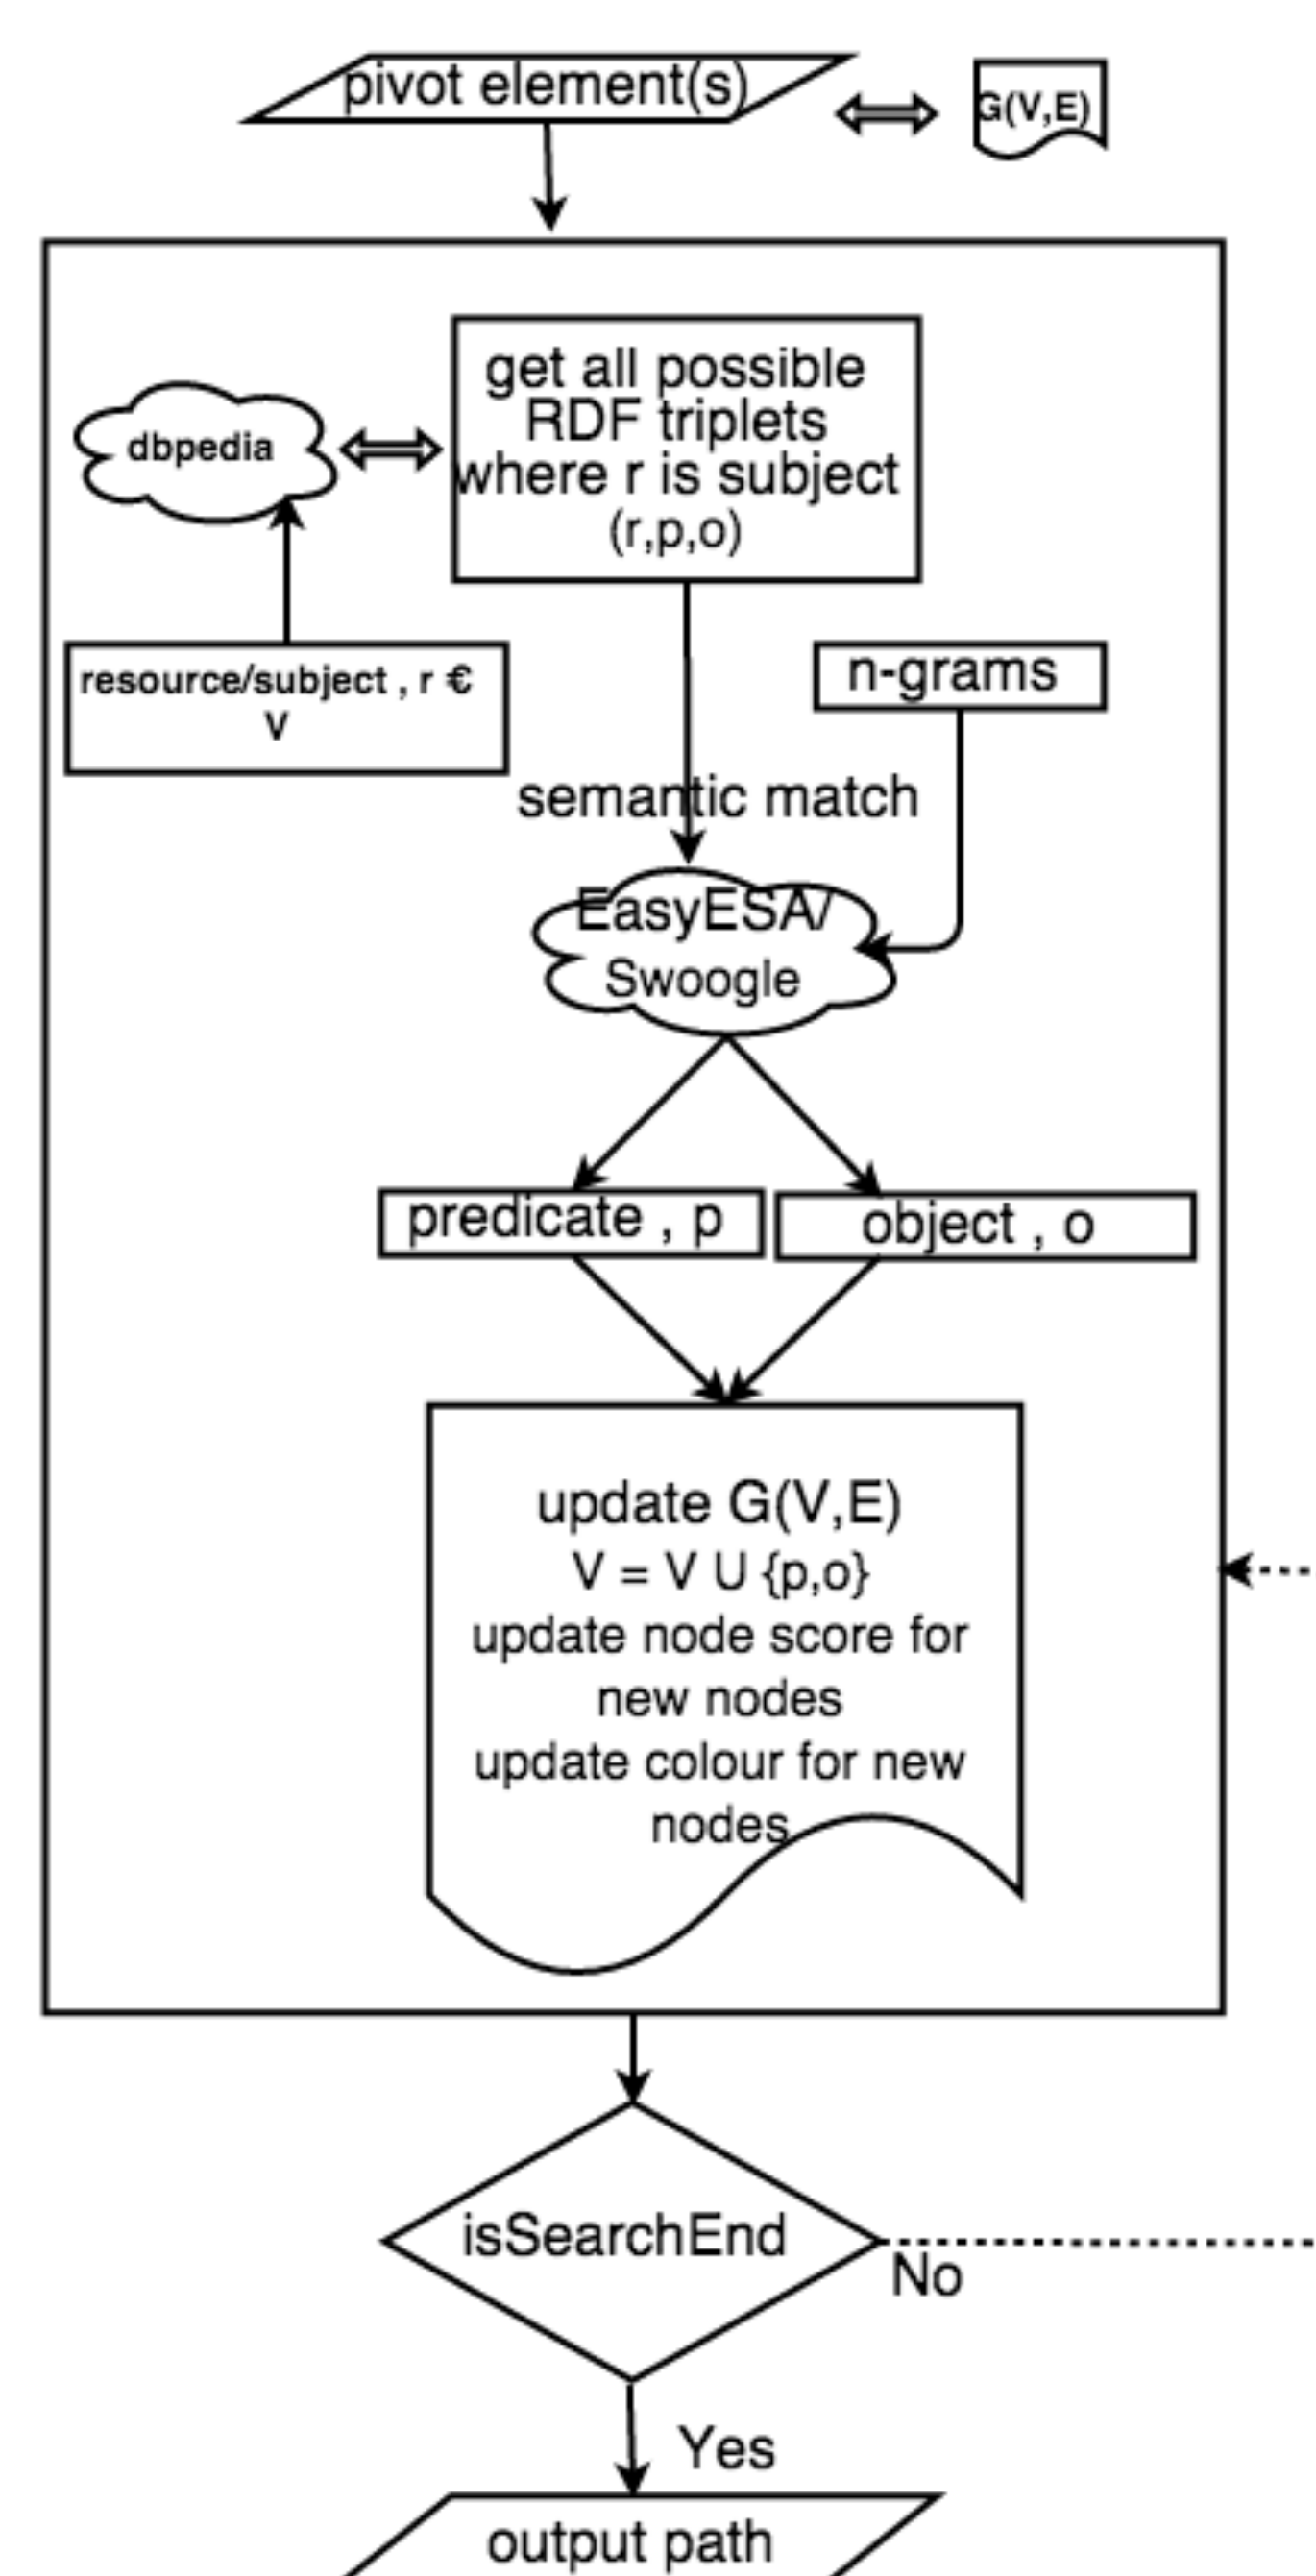 pivot element(s)
G(V,E)
get all possible
RDF triplets
where r is subject
(r,p,o)
dbpedia
resource/subject , r €
V
n-grams
semantic match
EasyESA/
Swoogle
predicate , p
object , o
update G(V,E)
V = V U {p,o}
update node score for
new nodes
update colour for new
nodes
isSearchEnd
No
Yes
output path